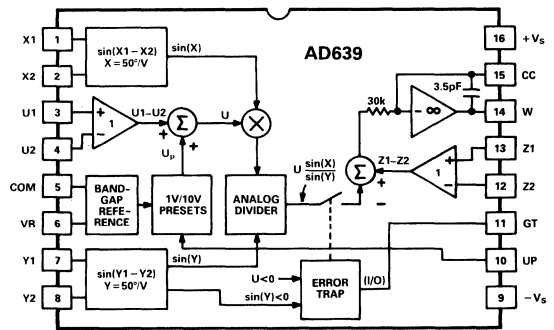 AD639
X1 1
X2 2
U1 3
U2 4
COM 5
VR 6
Y1 7
Y2 8
16 +VS
15 CC
14 W
13 Z1
12 Z2
11 GT
10 UP
9 −VS
sin(X1−X2)
X = 50°/V
sin(X)
+
−
1
U1−U2
+
Σ
+
Up
U
×
BAND-
GAP REF-
ERENCE
1V/10V
PRESETS
ANALOG
DIVIDER
U sin(X)
sin(Y)
sin(Y1−Y2)
Y = 50°/V
sin(Y)
sin(Y)<0
U<0
ERROR
TRAP
(I/O)
30k
3.5pF
−∞
Σ
+
−
Z1−Z2
1
+
−